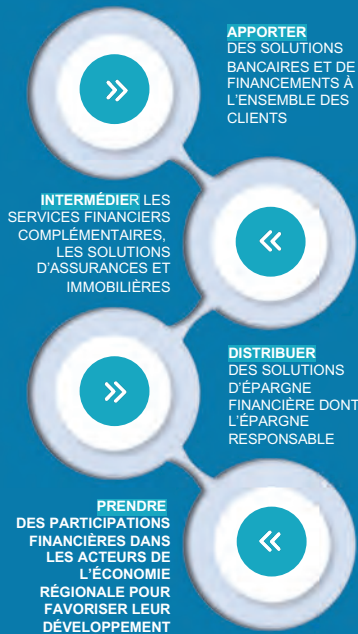 APPORTER
DES SOLUTIONS
BANCAIRES ET DE
FINANCEMENTS À
L'ENSEMBLE DES
CLIENTS
INTERMÉDIER LES
SERVICES FINANCIERS
COMPLÉMENTAIRES,
LES SOLUTIONS
D'ASSURANCES ET
IMMOBILIÈRES
DISTRIBUER
DES SOLUTIONS
D'ÉPARGNE
FINANCIÈRE DONT
L'ÉPARGNE
RESPONSABLE
PRENDRE
DES PARTICIPATIONS
FINANCIÈRES DANS
LES ACTEURS DE
L'ÉCONOMIE
RÉGIONALE POUR
FAVORISER LEUR
DÉVELOPPEMENT